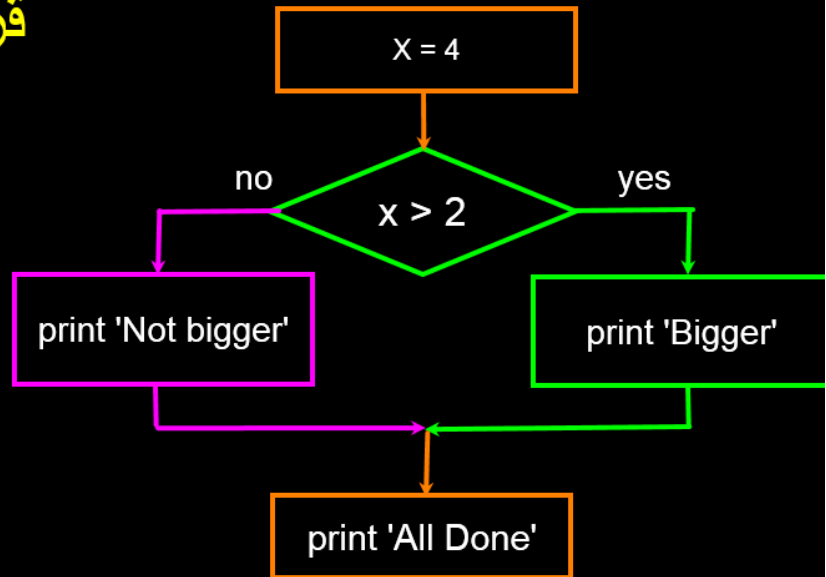 X = 4
no
yes
x > 2
print 'Not bigger'
print 'Bigger'
print 'All Done'